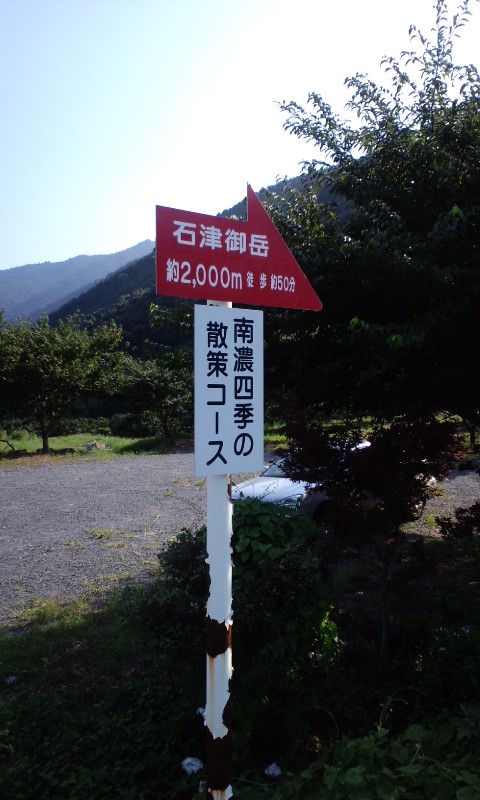 石津御岳
約2,000m 徒歩 約50分
南濃四季の
散策コース